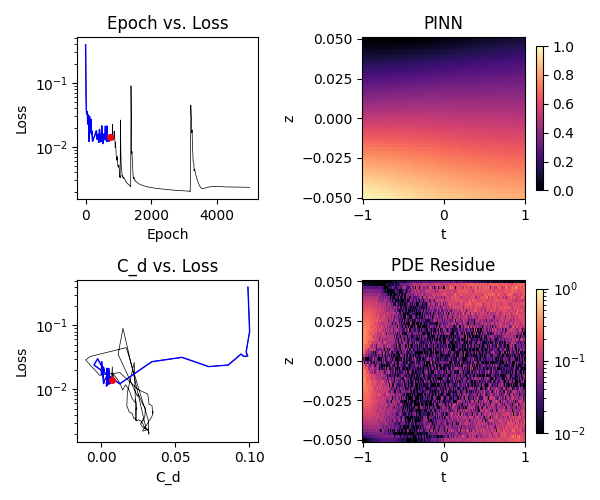 Epoch vs. Loss
Loss
10⁻¹
10⁻²
0
2000
4000
Epoch
PINN
z
0.050
0.025
0.000
−0.025
−0.050
−1
0
1
t
1.0
0.8
0.6
0.4
0.2
0.0
C_d vs. Loss
Loss
10⁻¹
10⁻²
0.00
0.05
0.10
C_d
PDE Residue
z
0.050
0.025
0.000
−0.025
−0.050
−1
0
1
t
10⁰
10⁻¹
10⁻²